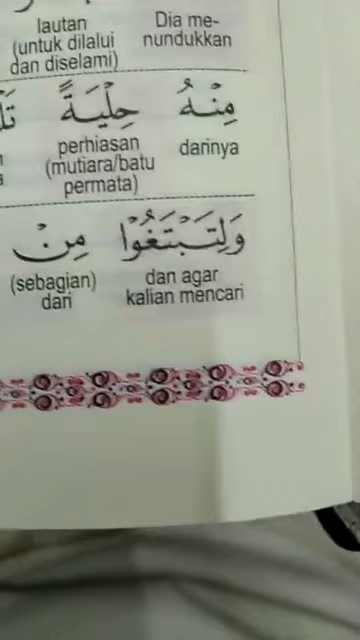 Dia me- lautan
nundukkan (untuk dilalui
dan diselami)
مِنْهُ حِلْيَةً
darinya perhiasan
(mutiara/batu
permata)
وَلِتَبْتَغُوا مِنْ
dan agar (sebagian)
kalian mencari dari